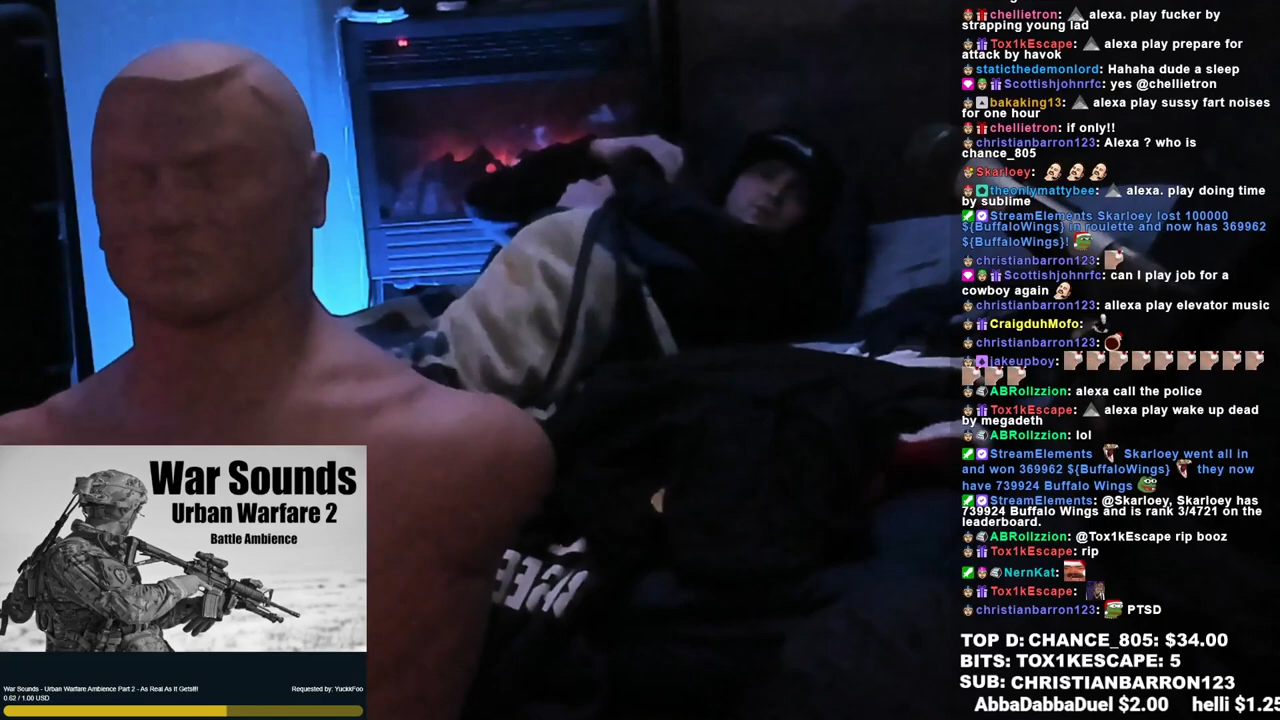 chellietron: alexa. play fucker by
strapping young lad
Tox1kEscape: alexa play prepare for
attack by havok
staticthedemonlord: Hahaha dude a sleep
Scottishjohnrfc: yes @chellietron
bakaking13: alexa play sussy fart noises
for one hour
chellietron: if only!!
christianbarron123: Alexa ? who is
chance_805
Skarloey:
theonlymattybee: alexa. play doing time
by sublime
StreamElements Skarloey lost 100000
${BuffaloWings} in roulette and now has 369962
${BuffaloWings}!
christianbarron123:
Scottishjohnrfc: can I play job for a
cowboy again
christianbarron123: allexa play elevator music
CraigduhMofo:
christianbarron123:
jakeupboy:
ABRollzzion: alexa call the police
Tox1kEscape: alexa play wake up dead
by megadeth
ABRollzzion: lol
StreamElements Skarloey went all in
and won 369962 ${BuffaloWings} they now
have 739924 Buffalo Wings
StreamElements: @Skarloey, Skarloey has
739924 Buffalo Wings and is rank 3/4721 on the
leaderboard.
ABRollzzion: @Tox1kEscape rip booz
Tox1kEscape: rip
NernKat:
Tox1kEscape:
christianbarron123: PTSD
TOP D: CHANCE_805: $34.00
BITS: TOX1KESCAPE: 5
SUB: CHRISTIANBARRON123
AbbaDabbaDuel $2.00 helli $1.25
War Sounds
Urban Warfare 2
Battle Ambience
War Sounds - Urban Warfare Ambience Part 2 - As Real As It Gets!!! Requested by: YuckkFoo
0.62 / 1.00 USD